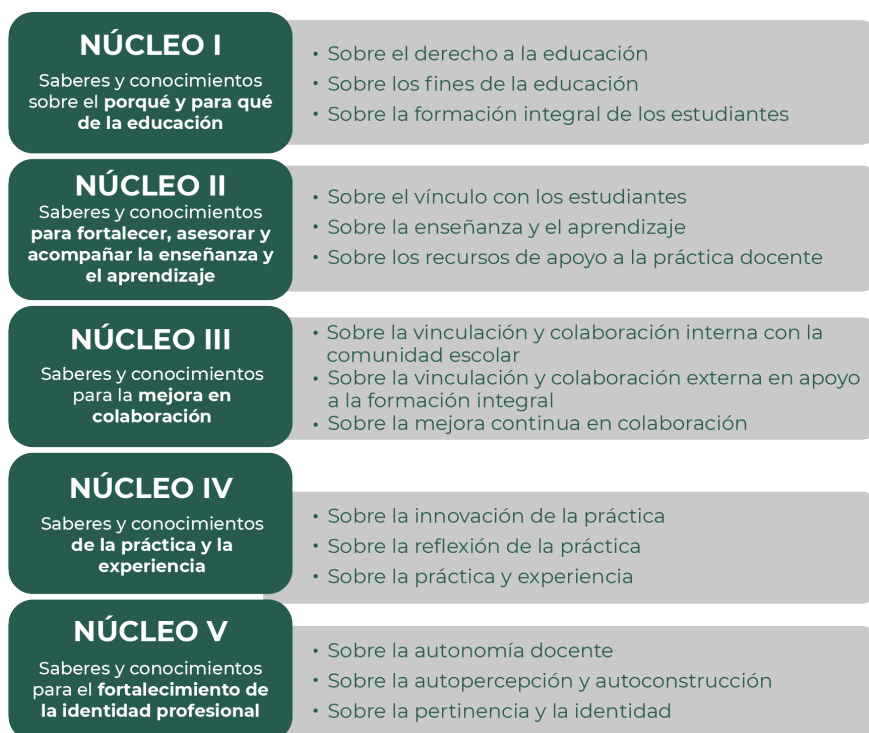 NÚCLEO I
Saberes y conocimientos
sobre el porqué y para qué
de la educación
• Sobre el derecho a la educación
• Sobre los fines de la educación
• Sobre la formación integral de los estudiantes
NÚCLEO II
Saberes y conocimientos
para fortalecer, asesorar y
acompañar la enseñanza y
el aprendizaje
• Sobre el vínculo con los estudiantes
• Sobre la enseñanza y el aprendizaje
• Sobre los recursos de apoyo a la práctica docente
NÚCLEO III
Saberes y conocimientos
para la mejora en
colaboración
• Sobre la vinculación y colaboración interna con la
comunidad escolar
• Sobre la vinculación y colaboración externa en apoyo
a la formación integral
• Sobre la mejora continua en colaboración
NÚCLEO IV
Saberes y conocimientos
de la práctica y la
experiencia
• Sobre la innovación de la práctica
• Sobre la reflexión de la práctica
• Sobre la práctica y experiencia
NÚCLEO V
Saberes y conocimientos
para el fortalecimiento de
la identidad profesional
• Sobre la autonomía docente
• Sobre la autopercepción y autoconstrucción
• Sobre la pertinencia y la identidad